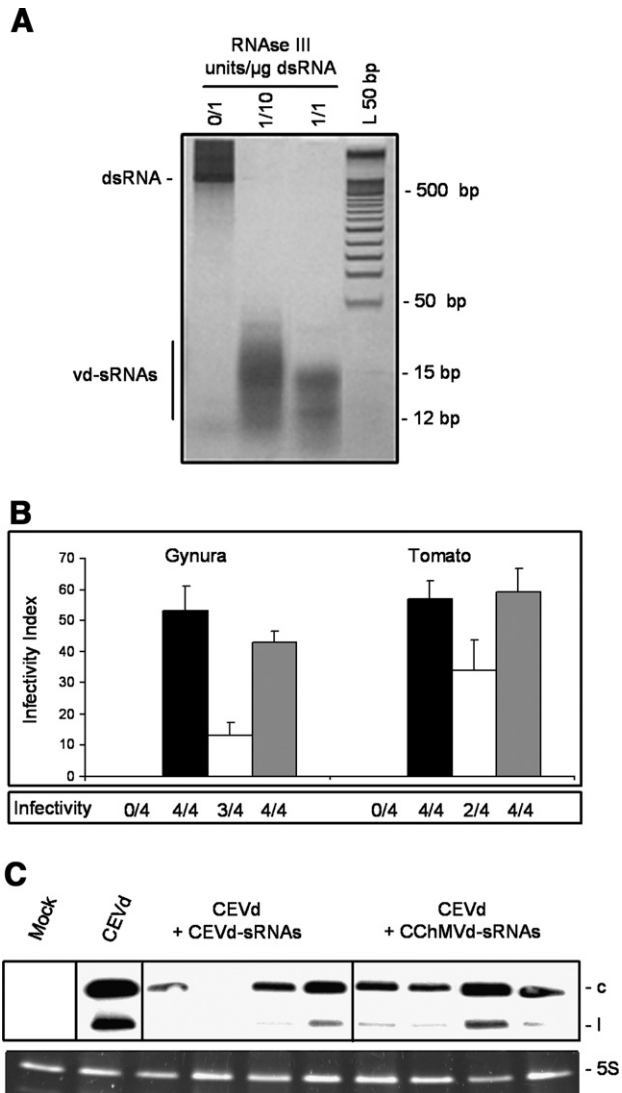 A
RNAse III
units/µg dsRNA
0/1
1/10
1/1
L 50 bp
dsRNA -
- 500 bp
- 50 bp
vd-sRNAs
- 15 bp
- 12 bp
B
Gynura
Tomato
Infectivity Index
70
60
50
40
30
20
10
0
Infectivity 0/4 4/4 3/4 4/4 0/4 4/4 2/4 4/4
C
Mock
CEVd
CEVd
+ CEVd-sRNAs
CEVd
+ CChMVd-sRNAs
- c
- l
- 5S